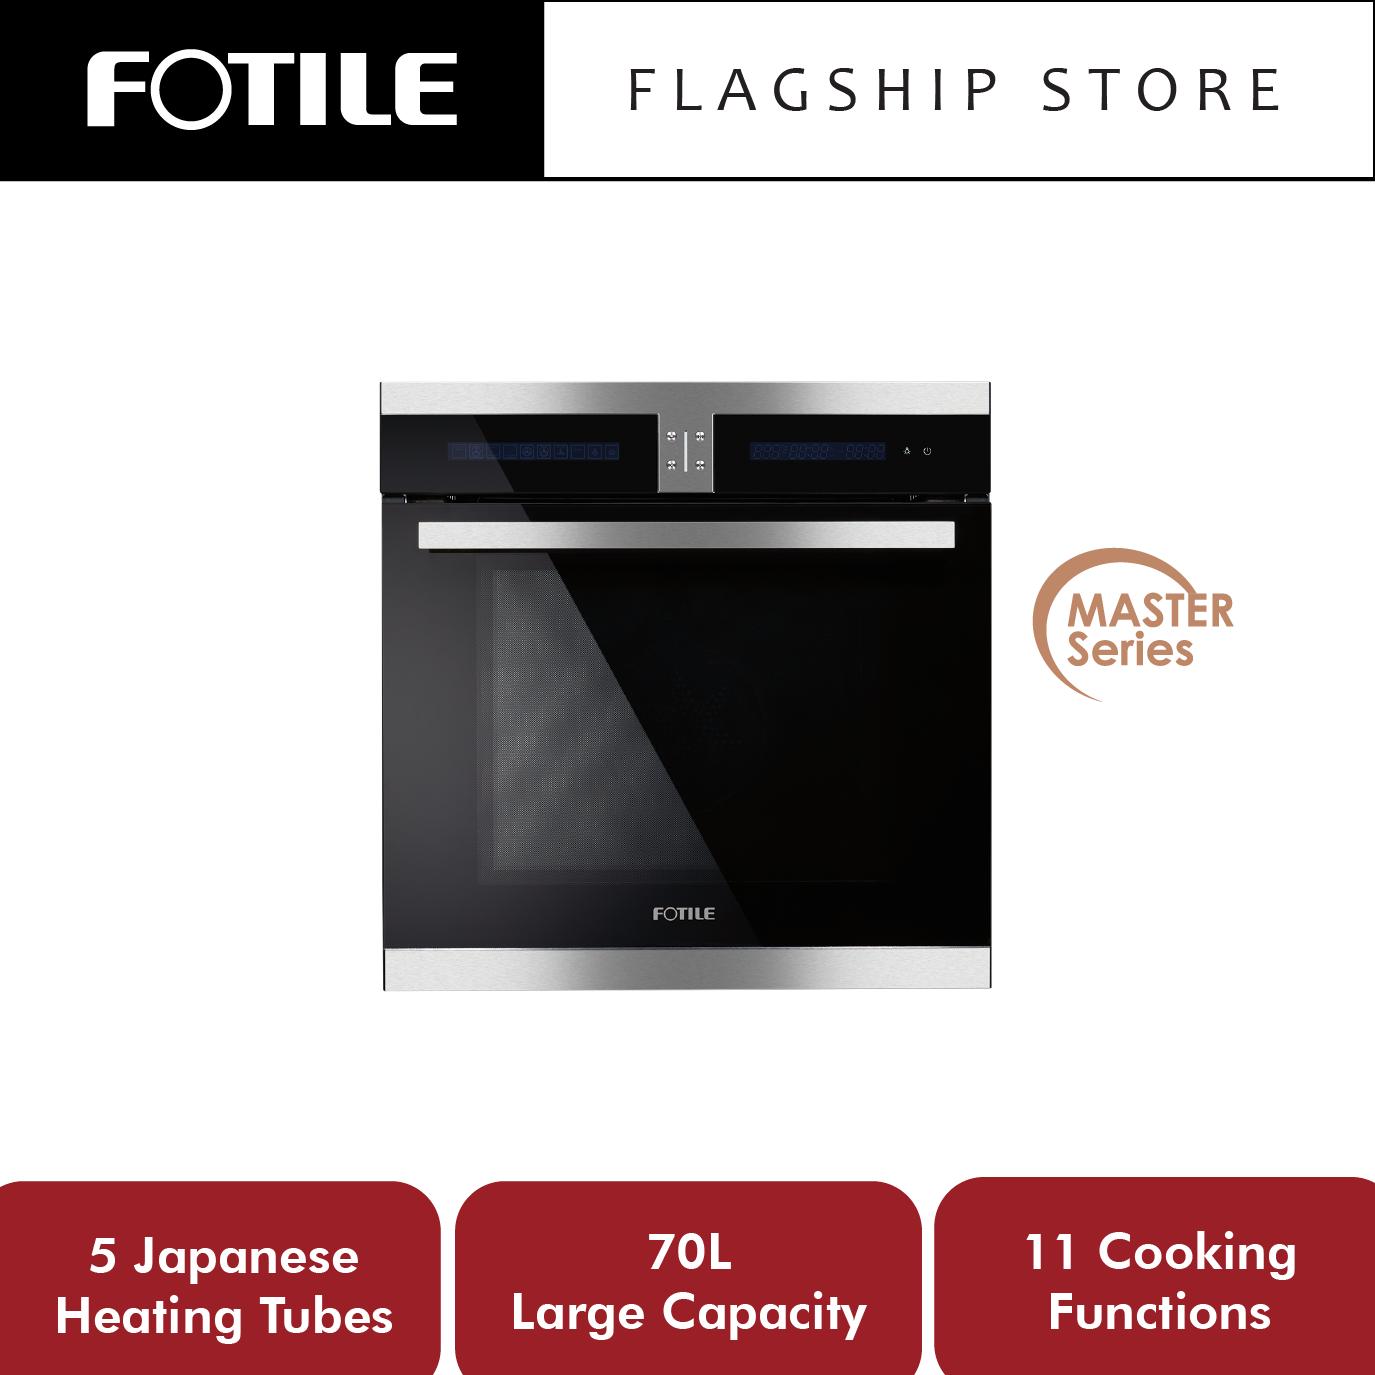 FOTILE
FLAGSHIP STORE
MASTER
Series
FOTILE
5 Japanese
Heating Tubes
70L
Large Capacity
11 Cooking
Functions